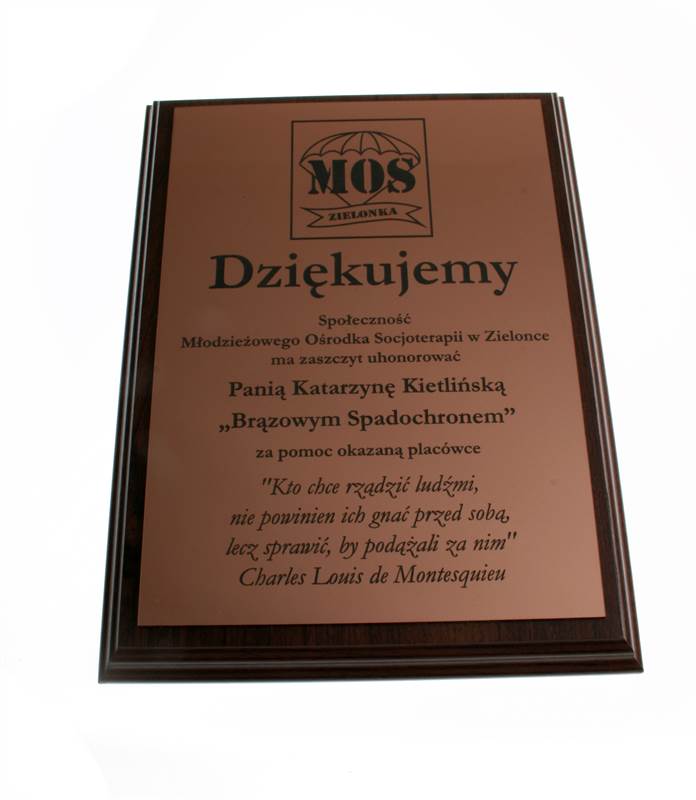 MOS
ZIELONKA
Dziękujemy
Społeczność
Młodzieżowego Ośrodka Socjoterapii w Zielonce
ma zaszczyt uhonorować
Panią Katarzynę Kietlińską
„Brązowym Spadochronem”
za pomoc okazaną placówce
"Kto chce rządzić ludźmi,
nie powinien ich gnać przed sobą,
lecz sprawić, by podążali za nim"
Charles Louis de Montesquieu